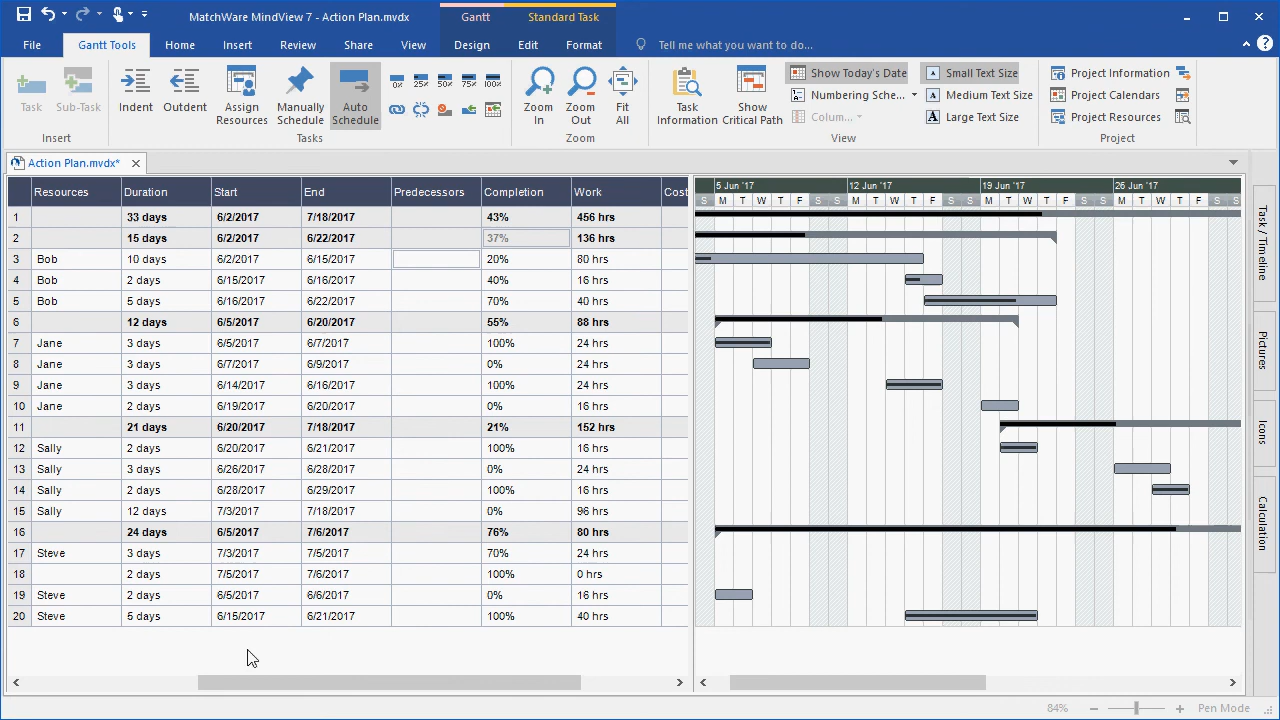 MatchWare MindView 7 - Action Plan.mvdx
Gantt
Standard Task
File
Gantt Tools
Home
Insert
Review
Share
View
Design
Edit
Format
Tell me what you want to do...
Task
Sub-Task
Insert
Indent
Outdent
Assign
Resources
Manually
Schedule
Auto
Schedule
0%
25%
50%
75%
100%
Tasks
Zoom
In
Zoom
Out
Fit
All
Zoom
Task
Information
Show
Critical Path
Show Today's Date
Numbering Sche...
Colum...
Small Text Size
Medium Text Size
Large Text Size
View
Project Information
Project Calendars
Project Resources
Project
Action Plan.mvdx*
Resources Duration Start End Predecessors Completion Work Cost
1 33 days 6/2/2017 7/18/2017 43% 456 hrs
2 15 days 6/2/2017 6/22/2017 37% 136 hrs
3 Bob 10 days 6/2/2017 6/15/2017 20% 80 hrs
4 Bob 2 days 6/15/2017 6/16/2017 40% 16 hrs
5 Bob 5 days 6/16/2017 6/22/2017 70% 40 hrs
6 12 days 6/5/2017 6/20/2017 55% 88 hrs
7 Jane 3 days 6/5/2017 6/7/2017 100% 24 hrs
8 Jane 3 days 6/7/2017 6/9/2017 0% 24 hrs
9 Jane 3 days 6/14/2017 6/16/2017 100% 24 hrs
10 Jane 2 days 6/19/2017 6/20/2017 0% 16 hrs
11 21 days 6/20/2017 7/18/2017 21% 152 hrs
12 Sally 2 days 6/20/2017 6/21/2017 100% 16 hrs
13 Sally 3 days 6/26/2017 6/28/2017 0% 24 hrs
14 Sally 2 days 6/28/2017 6/29/2017 100% 16 hrs
15 Sally 12 days 7/3/2017 7/18/2017 0% 96 hrs
16 24 days 6/5/2017 7/6/2017 76% 80 hrs
17 Steve 3 days 7/3/2017 7/5/2017 70% 24 hrs
18 2 days 7/5/2017 7/6/2017 100% 0 hrs
19 Steve 2 days 6/5/2017 6/6/2017 0% 16 hrs
20 Steve 5 days 6/15/2017 6/21/2017 100% 40 hrs
5 Jun '17 12 Jun '17 19 Jun '17 26 Jun '17
S M T W T F S S M T W T F S S M T W T F S S M T W T F S S
Task / Timeline
Pictures
Icons
Calculation
84%
Pen Mode